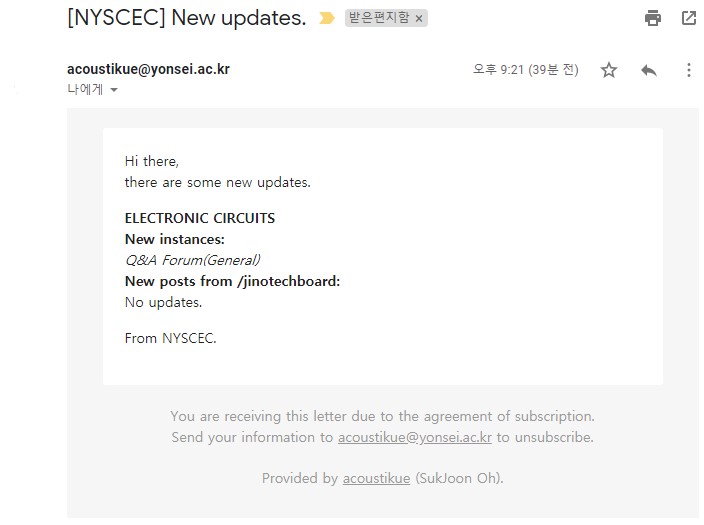 [NYSCEC] New updates.
받은편지함 ×
acoustikue@yonsei.ac.kr
오후 9:21 (39분 전)
나에게
Hi there,
there are some new updates.
ELECTRONIC CIRCUITS
New instances:
Q&A Forum(General)
New posts from /jinotechboard:
No updates.
From NYSCEC.
You are receiving this letter due to the agreement of subscription.
Send your information to acoustikue@yonsei.ac.kr to unsubscribe.
Provided by acoustikue (SukJoon Oh).